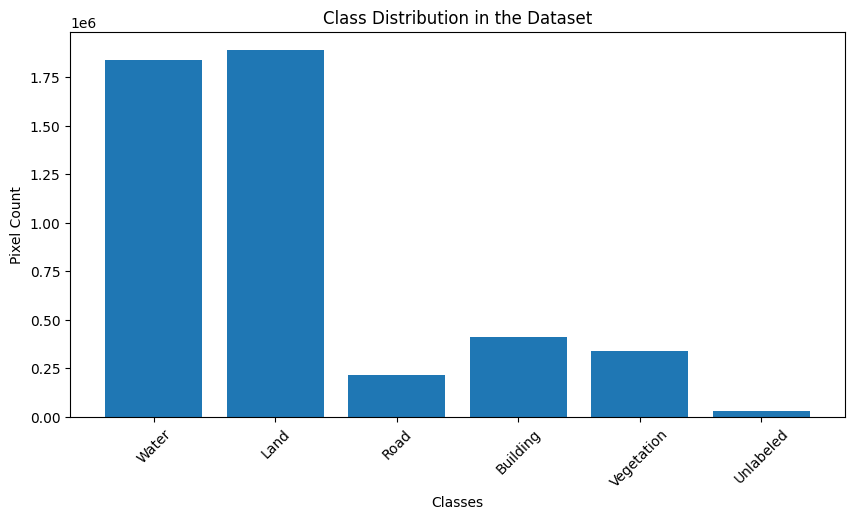 Class Distribution in the Dataset
1e6
Pixel Count
1.75
1.50
1.25
1.00
0.75
0.50
0.25
0.00
Water
Land
Road
Building
Vegetation
Unlabeled
Classes